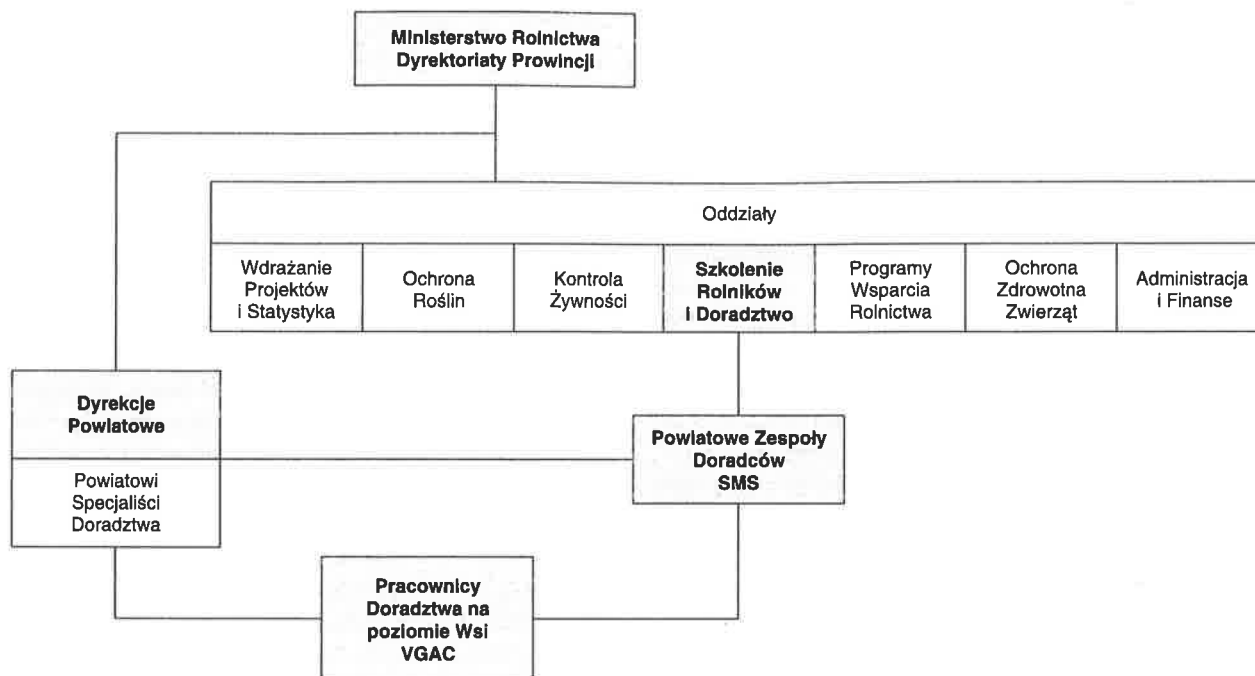 Ministerstwo Rolnictwa
Dyrektoriaty Prowincji
Oddziały
Wdrażanie
Projektów
i Statystyka
Ochrona
Roślin
Kontrola
Żywności
Szkolenie
Rolników
i Doradztwo
Programy
Wsparcia
Rolnictwa
Ochrona
Zdrowotna
Zwierząt
Administracja
i Finanse
Dyrekcje
Powiatowe
Powiatowi
Specjaliści
Doradztwa
Powiatowe Zespoły
Doradców
SMS
Pracownicy
Doradztwa na
poziomie Wsi
VGAC